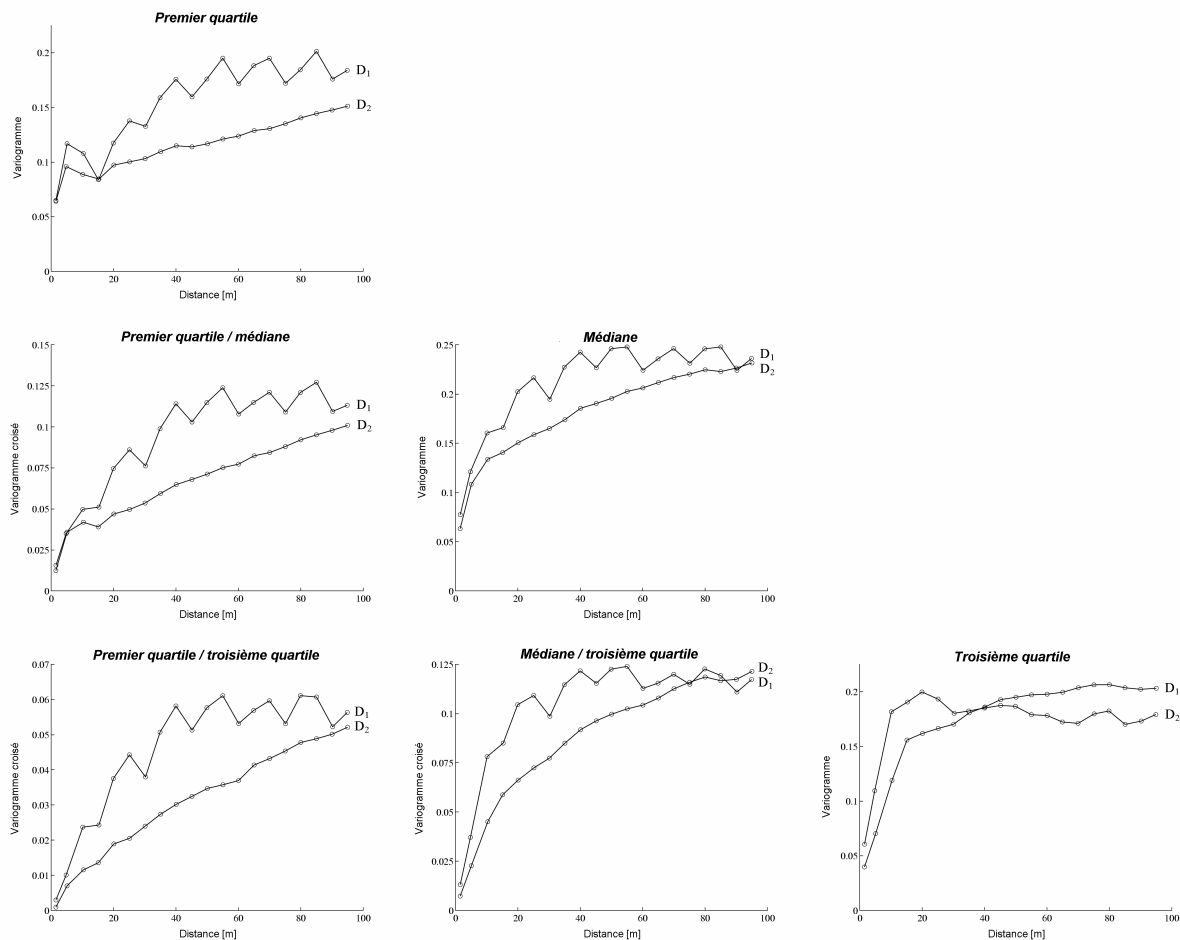 Premier quartile
Variogramme
0.2
0.15
0.1
0.05
0
D1
D2
0 20 40 60 80 100
Distance [m]
Premier quartile / médiane
Variogramme croisé
0.15
0.125
0.1
0.075
0.05
0.025
0
D1
D2
0 20 40 60 80 100
Distance [m]
Médiane
Variogramme
0.25
0.2
0.15
0.1
0.05
0
D1
D2
0 20 40 60 80 100
Distance [m]
Premier quartile / troisième quartile
Variogramme croisé
0.07
0.06
0.05
0.04
0.03
0.02
0.01
0
D1
D2
0 20 40 60 80 100
Distance [m]
Médiane / troisième quartile
Variogramme croisé
0.125
0.1
0.075
0.05
0.025
0
D2
D1
0 20 40 60 80 100
Distance [m]
Troisième quartile
Variogramme
0.2
0.15
0.1
0.05
0
D1
D2
0 20 40 60 80 100
Distance [m]